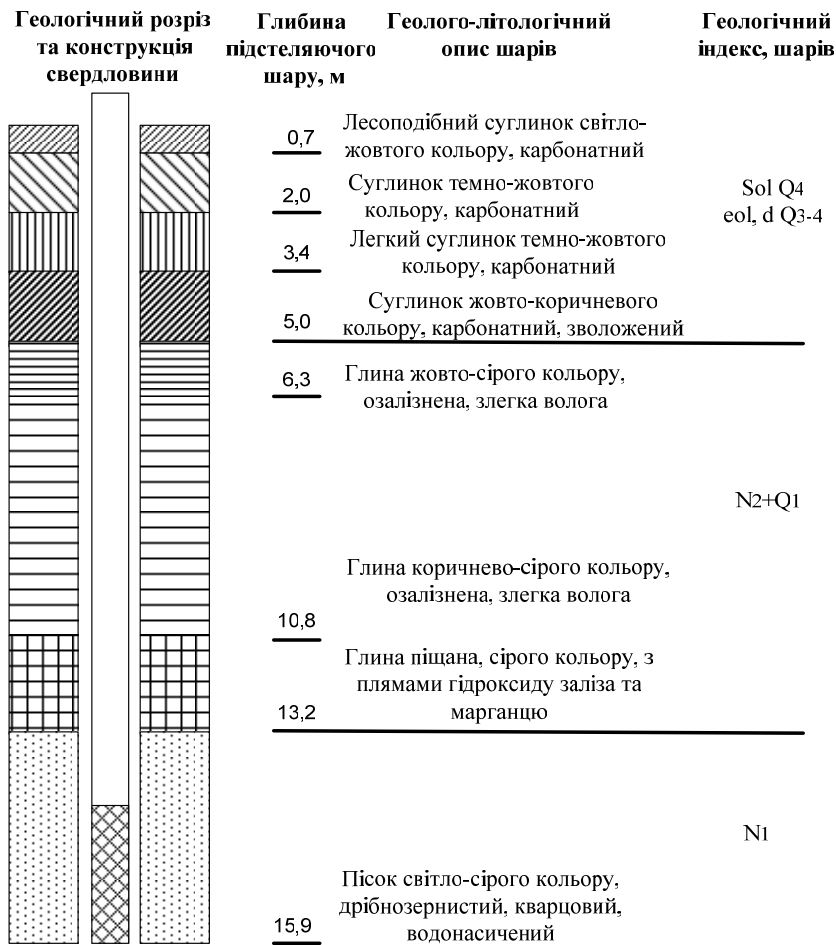 Геологічний розріз
та конструкція
свердловини
Глибина
підстеляючого
шару, м
Геолого-літологічний
опис шарів
Геологічний
індекс, шарів
0,7
Лесоподібний суглинок світло-
жовтого кольору, карбонатний
2,0
Суглинок темно-жовтого
кольору, карбонатний
Sol Q4
eol, d Q3-4
3,4
Легкий суглинок темно-жовтого
кольору, карбонатний
5,0
Суглинок жовто-коричневого
кольору, карбонатний, зволожений
6,3
Глина жовто-сірого кольору,
озалізнена, злегка волога
N2+Q1
10,8
Глина коричнево-сірого кольору,
озалізнена, злегка волога
13,2
Глина піщана, сірого кольору, з
плямами гідроксиду заліза та
марганцю
N1
15,9
Пісок світло-сірого кольору,
дрібнозернистий, кварцовий,
водонасичений